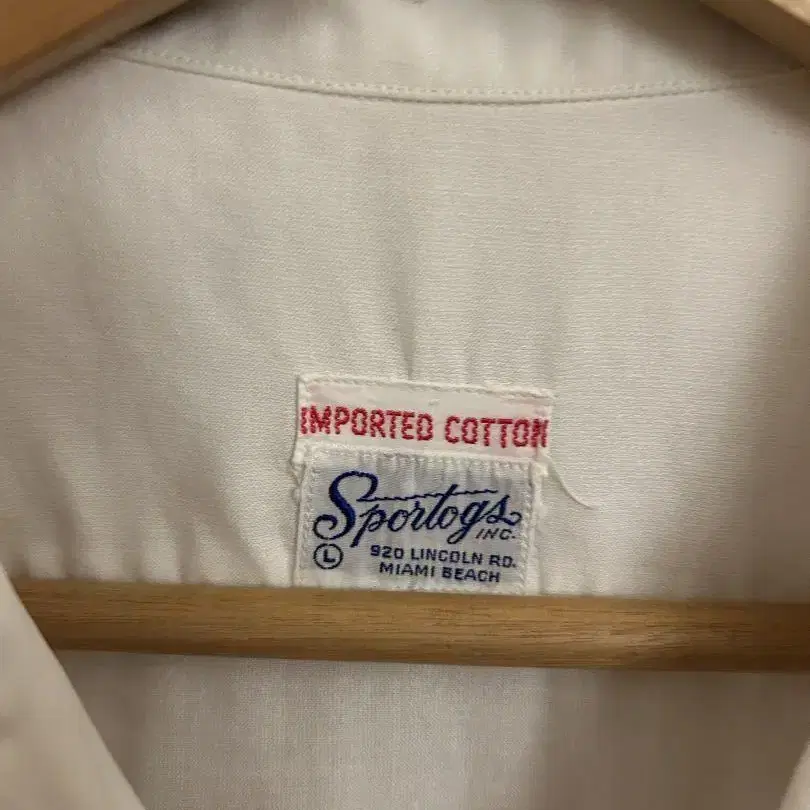 IMPORTED COTTON
Sportogs
INC.
L 920 LINCOLN RD.
MIAMI BEACH